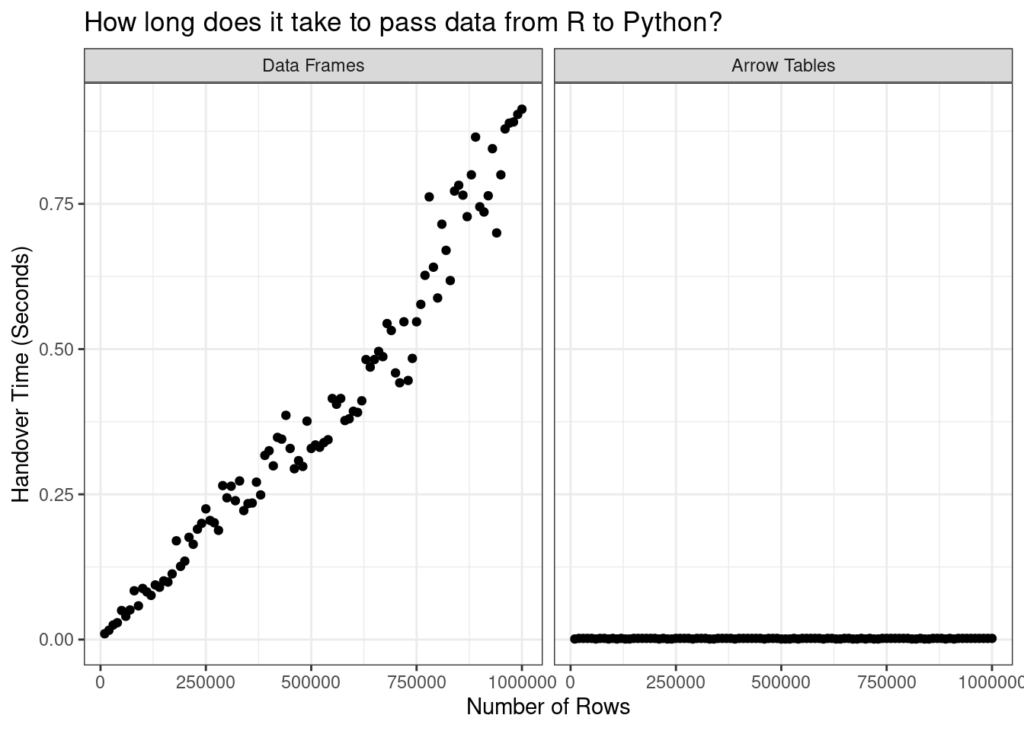 How long does it take to pass data from R to Python?
Data Frames
Arrow Tables
Handover Time (Seconds)
0.75
0.50
0.25
0.00
0 250000 500000 750000 1000000
0 250000 500000 750000 1000000
Number of Rows